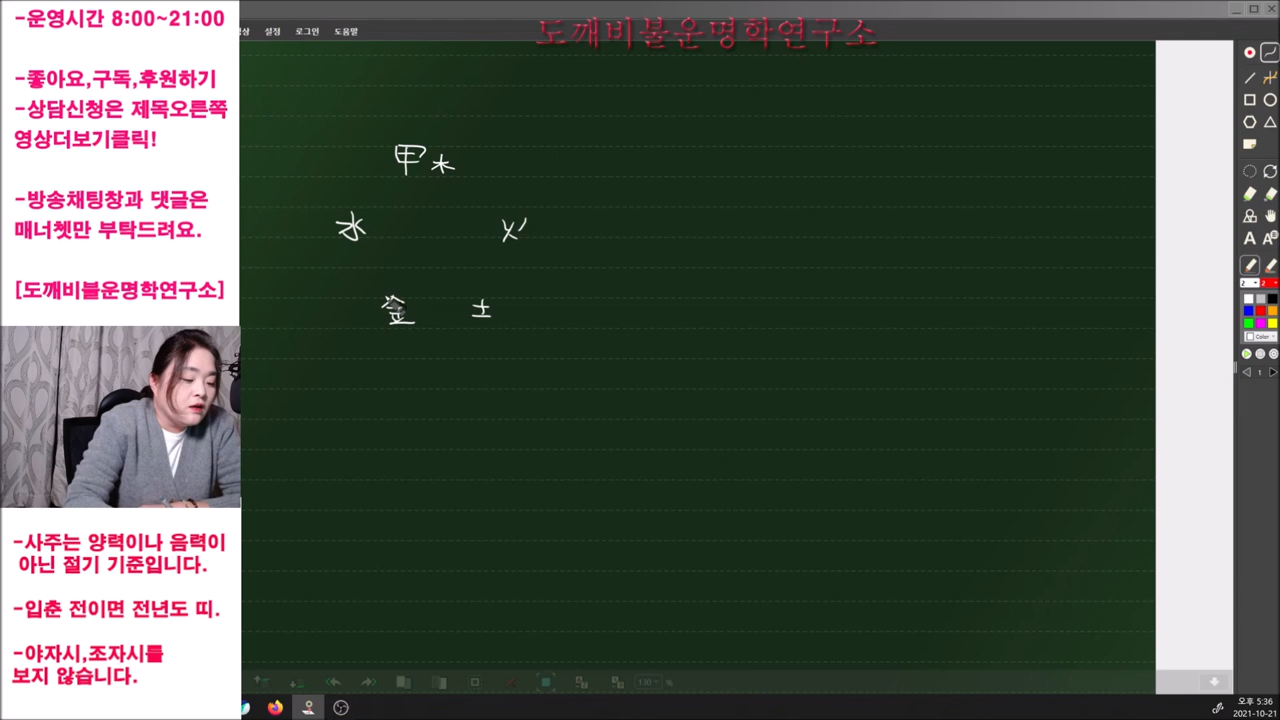 -운영시간 8:00~21:00
-좋아요,구독,후원하기
-상담신청은 제목오른쪽
영상더보기클릭!
-방송채팅창과 댓글은
매너쳇만 부탁드려요.
[도깨비불운명학연구소]
-사주는 양력이나 음력이
아닌 절기 기준입니다.
-입춘 전이면 전년도 띠.
-야자시,조자시를
보지 않습니다.
설정 로그인 도움말
도깨비불운명학연구소
甲木
水 火
金 土
A A
2 2
Color
1
130 %
오후 5:36
2021-10-21